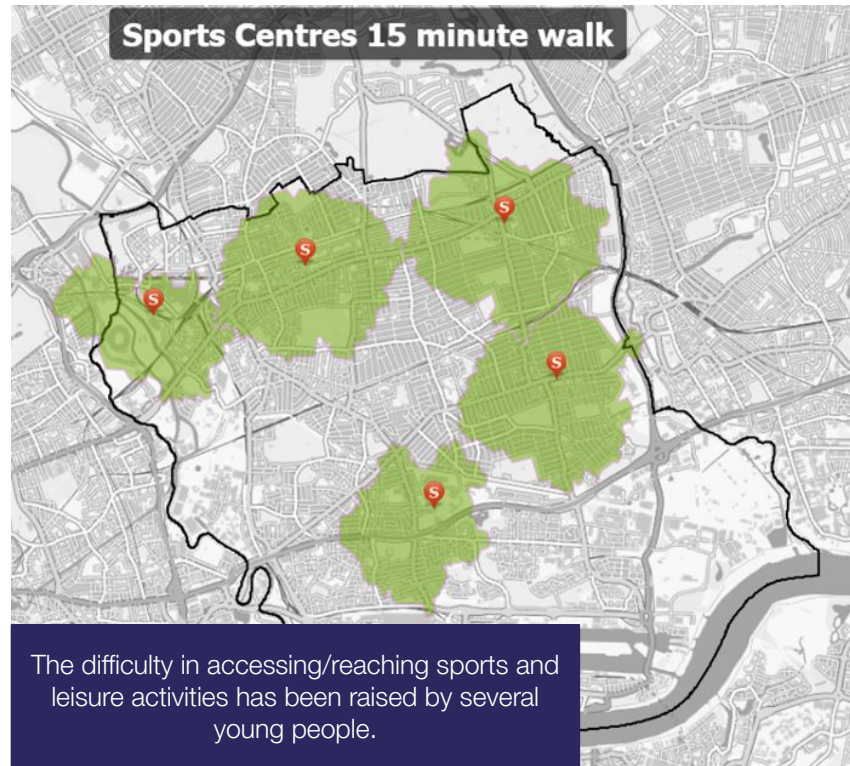 Sports Centres 15 minute walk
S
S
S
S
S
The difficulty in accessing/reaching sports and
leisure activities has been raised by several
young people.